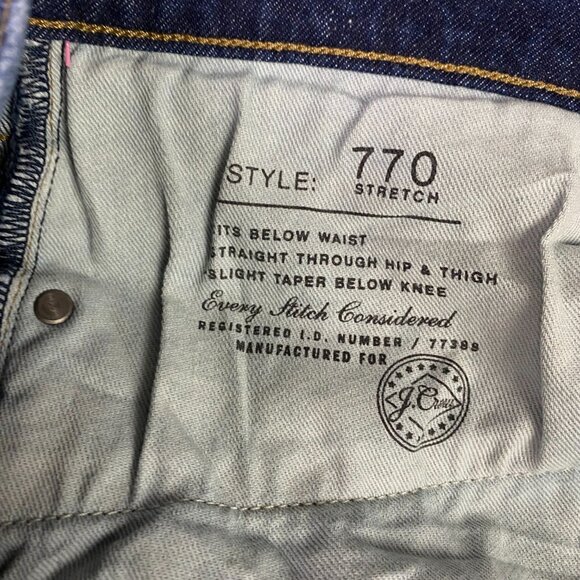 STYLE: 770
STRETCH
ITS BELOW WAIST
STRAIGHT THROUGH HIP & THIGH
SLIGHT TAPER BELOW KNEE
Every Stitch Considered
REGISTERED I.D. NUMBER / 77388
MANUFACTURED FOR
J.Crew